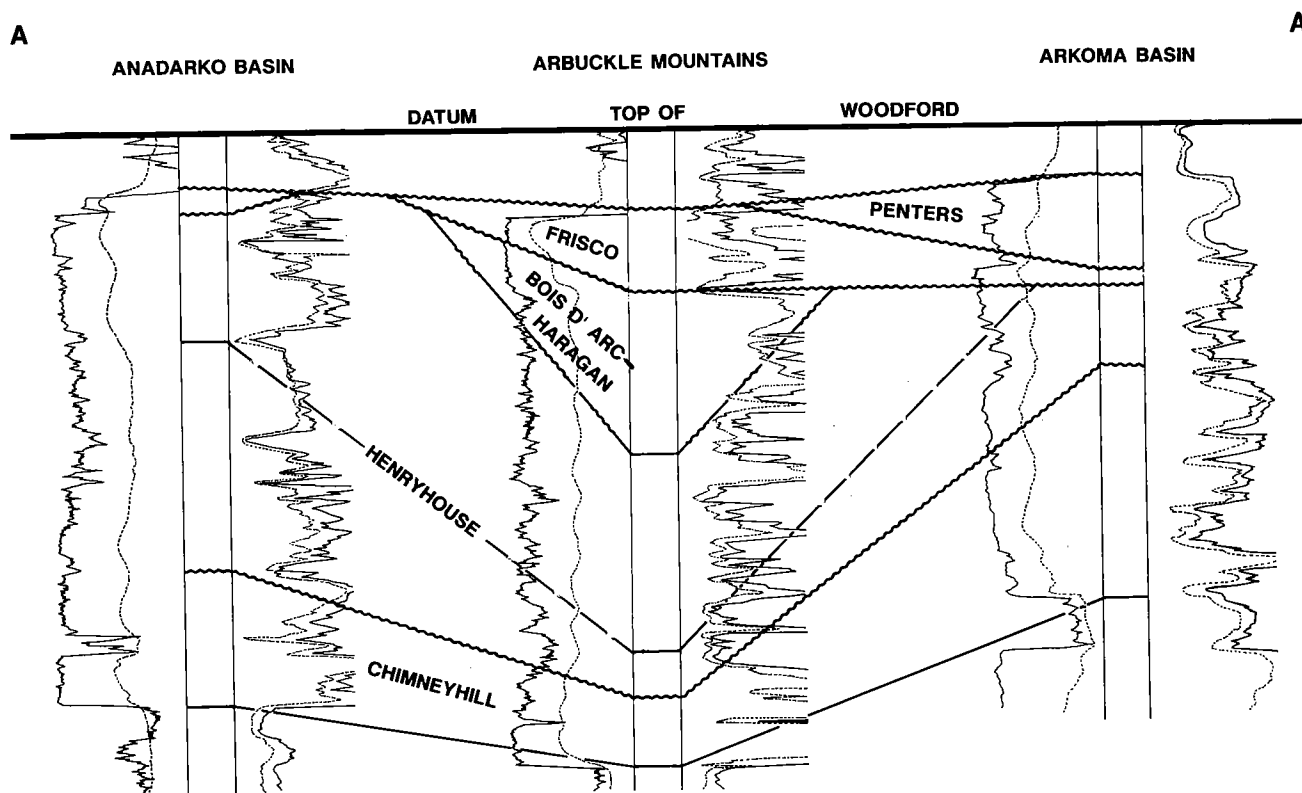 A A
ANADARKO BASIN ARBUCKLE MOUNTAINS ARKOMA BASIN
DATUM TOP OF WOODFORD
PENTERS
FRISCO
BOIS D' ARC-
HARAGAN
HENRYHOUSE
CHIMNEYHILL